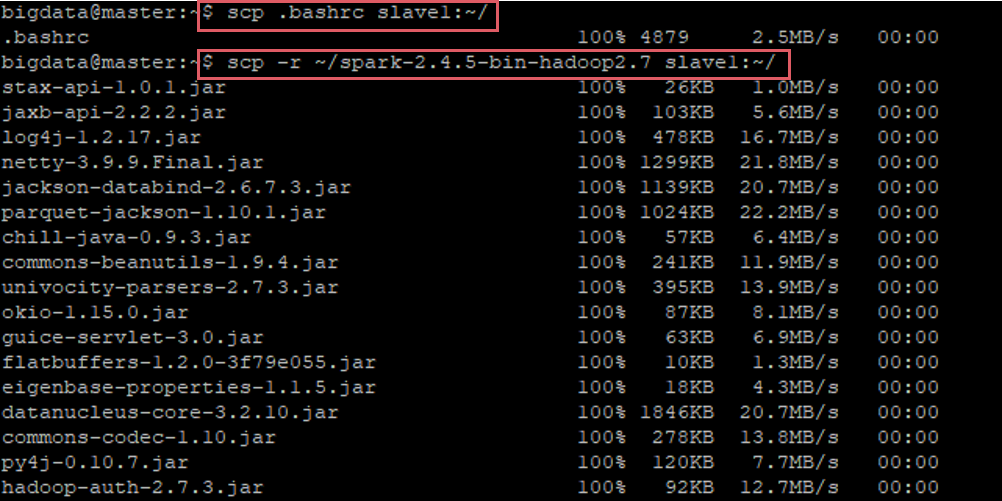 bigdata@master:~$ scp .bashrc slave1:~/
.bashrc 100% 4879 2.5MB/s 00:00
bigdata@master:~$ scp -r ~/spark-2.4.5-bin-hadoop2.7 slave1:~/
stax-api-1.0.1.jar 100% 26KB 1.0MB/s 00:00
jaxb-api-2.2.2.jar 100% 103KB 5.6MB/s 00:00
log4j-1.2.17.jar 100% 478KB 16.7MB/s 00:00
netty-3.9.9.Final.jar 100% 1299KB 21.8MB/s 00:00
jackson-databind-2.6.7.3.jar 100% 1139KB 20.7MB/s 00:00
parquet-jackson-1.10.1.jar 100% 1024KB 22.2MB/s 00:00
chill-java-0.9.3.jar 100% 57KB 6.4MB/s 00:00
commons-beanutils-1.9.4.jar 100% 241KB 11.9MB/s 00:00
univocity-parsers-2.7.3.jar 100% 395KB 13.9MB/s 00:00
okio-1.15.0.jar 100% 87KB 8.1MB/s 00:00
guice-servlet-3.0.jar 100% 63KB 6.9MB/s 00:00
flatbuffers-1.2.0-3f79e055.jar 100% 10KB 1.3MB/s 00:00
eigenbase-properties-1.1.5.jar 100% 18KB 4.3MB/s 00:00
datanucleus-core-3.2.10.jar 100% 1846KB 20.7MB/s 00:00
commons-codec-1.10.jar 100% 278KB 13.8MB/s 00:00
py4j-0.10.7.jar 100% 120KB 7.7MB/s 00:00
hadoop-auth-2.7.3.jar 100% 92KB 12.7MB/s 00:00